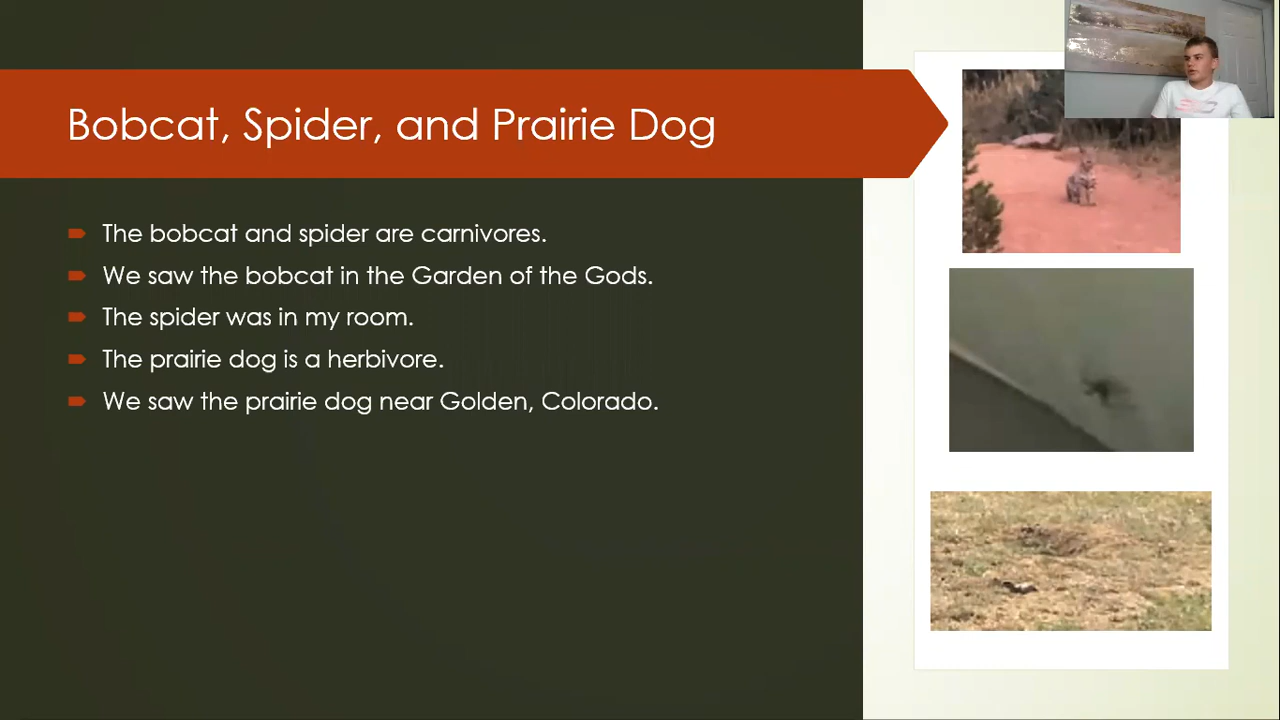 Bobcat, Spider, and Prairie Dog
The bobcat and spider are carnivores.
We saw the bobcat in the Garden of the Gods.
The spider was in my room.
The prairie dog is a herbivore.
We saw the prairie dog near Golden, Colorado.